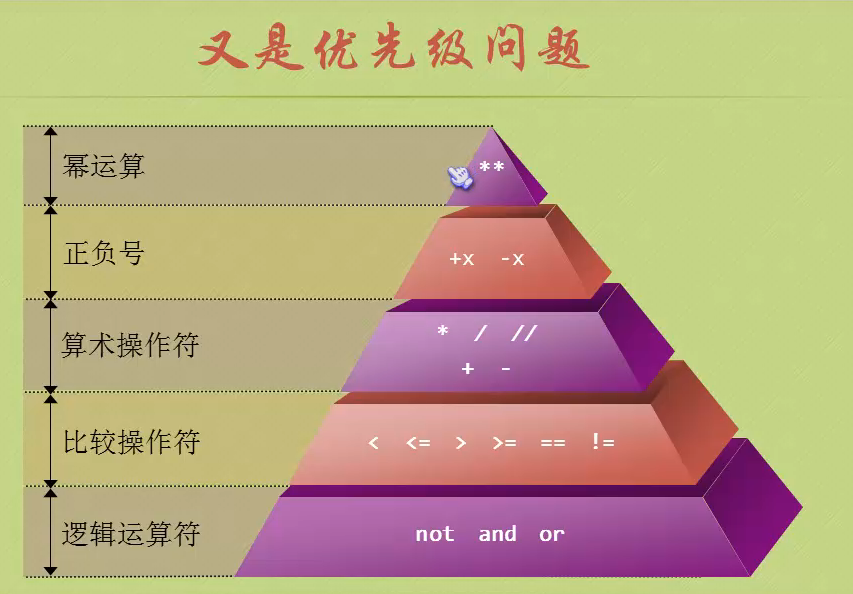 又是优先级问题
幂运算
**
正负号
+x -x
算术操作符
* / //
+ -
比较操作符
< <= > >= == !=
逻辑运算符
not and or